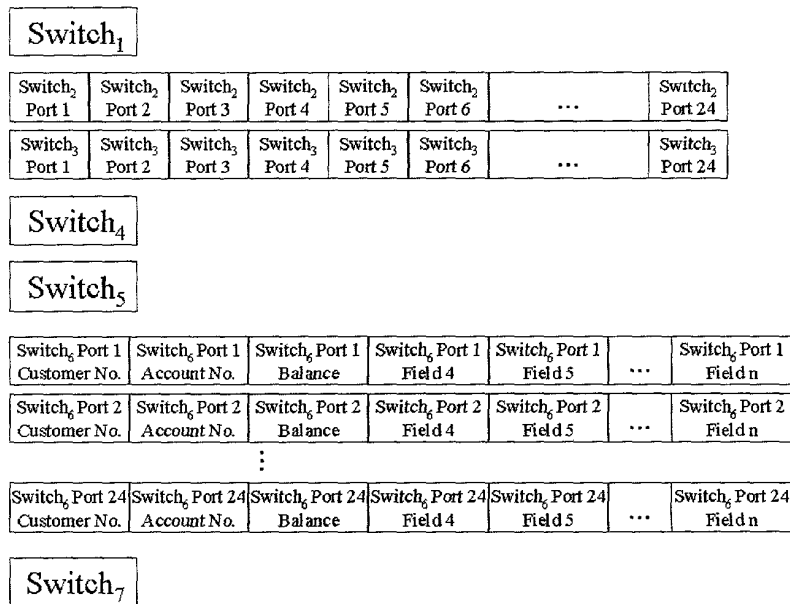 Switch₁
Switch₂ Switch₂ Switch₂ Switch₂ Switch₂ Switch₂ Switch₂
Port 1 Port 2 Port 3 Port 4 Port 5 Port 6 ... Port 24
Switch₃ Switch₃ Switch₃ Switch₃ Switch₃ Switch₃ Switch₃
Port 1 Port 2 Port 3 Port 4 Port 5 Port 6 ... Port 24
Switch₄
Switch₅
Switch₆ Port 1 Switch₆ Port 1 Switch₆ Port 1 Switch₆ Port 1 Switch₆ Port 1 Switch₆ Port 1
Customer No. Account No. Balance Field 4 Field 5 ... Field n
Switch₆ Port 2 Switch₆ Port 2 Switch₆ Port 2 Switch₆ Port 2 Switch₆ Port 2 Switch₆ Port 2
Customer No. Account No. Balance Field 4 Field 5 ... Field n
⋮
Switch₆ Port 24 Switch₆ Port 24 Switch₆ Port 24 Switch₆ Port 24 Switch₆ Port 24 Switch₆ Port 24
Customer No. Account No. Balance Field 4 Field 5 ... Field n
Switch₇